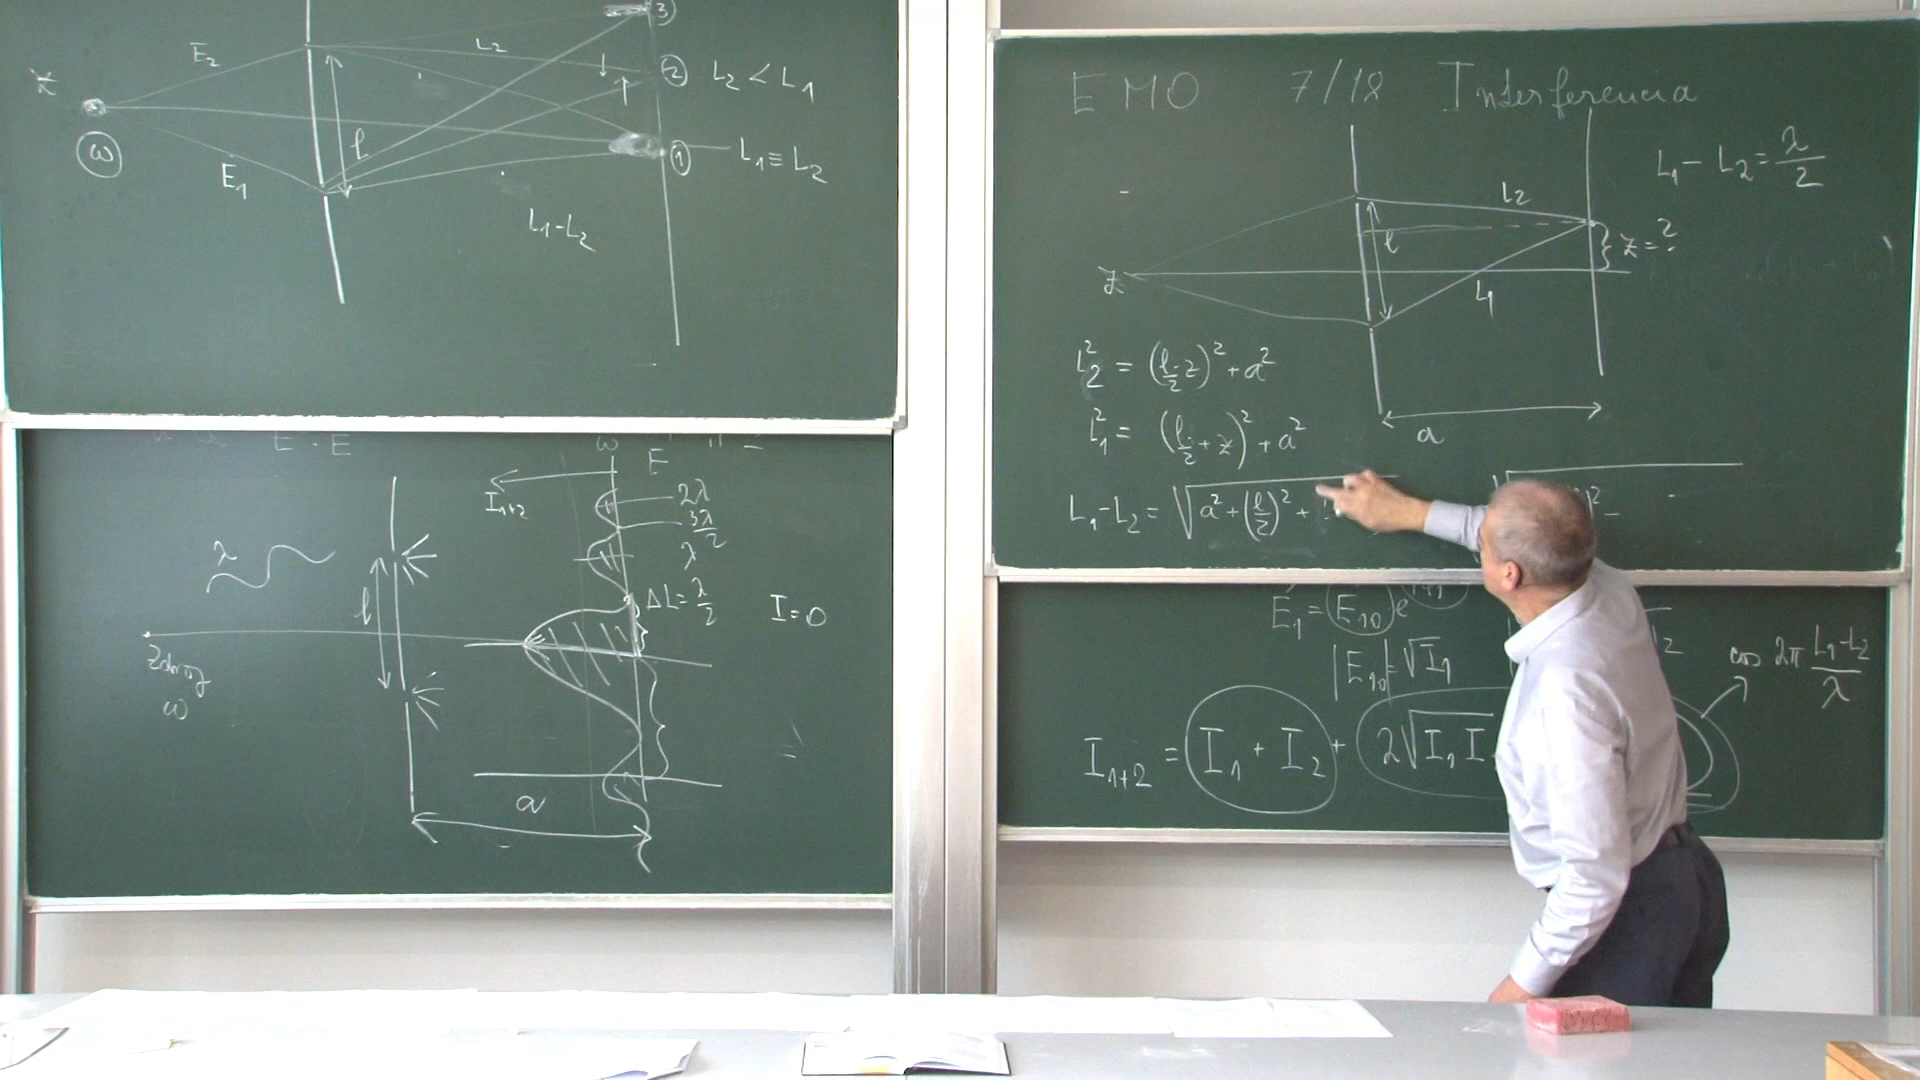 E₂
L₂
③
② L₂ < L₁
① L₁ ≡ L₂
ω
l
E₁
L₁-L₂
E . E
ω
E
I₁₊₂
2λ
3λ/2
λ
λ
ΔL = λ/2
I = 0
l
Zdroj
ω
a
EMO 7/18 Interferencia
L₁ - L₂ = λ/2
L₂
l
z = ?
Z
L₁
L₂² = (l/2 - z)² + a²
L₁² = (l/2 + z)² + a²
a
L₁-L₂ = √a² + (l/2)² +
E₁ = E₁₀ e
|E₁₀| = √I₁
cos 2π (L₁-L₂)/λ
I₁₊₂ = I₁ + I₂ + 2√I₁ I